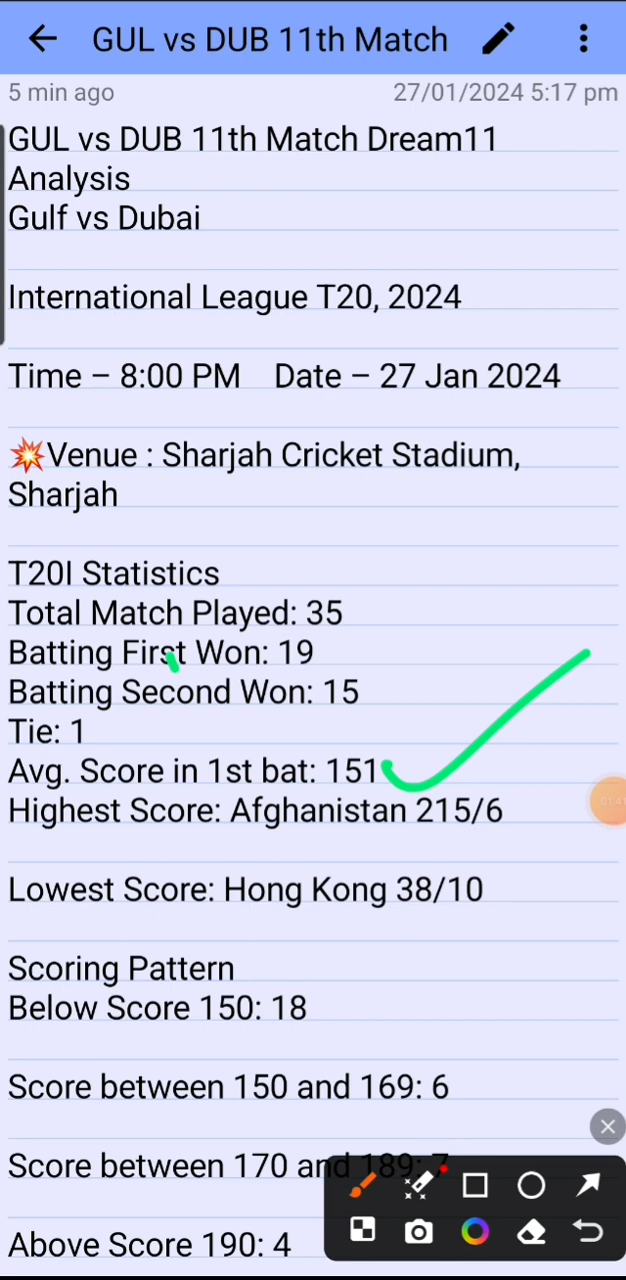 GUL vs DUB 11th Match
5 min ago
27/01/2024 5:17 pm
GUL vs DUB 11th Match Dream11
Analysis
Gulf vs Dubai
International League T20, 2024
Time – 8:00 PM Date – 27 Jan 2024
💥Venue : Sharjah Cricket Stadium,
Sharjah
T20I Statistics
Total Match Played: 35
Batting First Won: 19
Batting Second Won: 15
Tie: 1
Avg. Score in 1st bat: 151
Highest Score: Afghanistan 215/6
Lowest Score: Hong Kong 38/10
Scoring Pattern
Below Score 150: 18
Score between 150 and 169: 6
Score between 170 and 189: 7
Above Score 190: 4